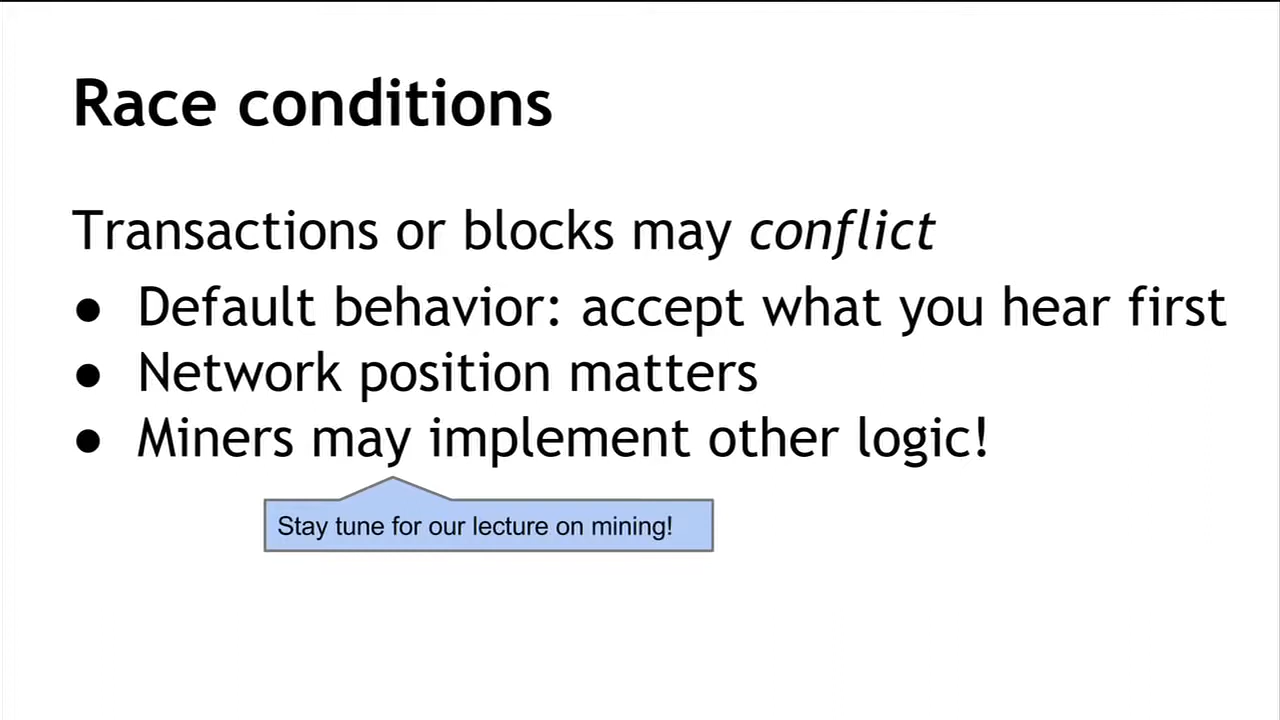 Race conditions
Transactions or blocks may conflict
● Default behavior: accept what you hear first
● Network position matters
● Miners may implement other logic!
Stay tune for our lecture on mining!